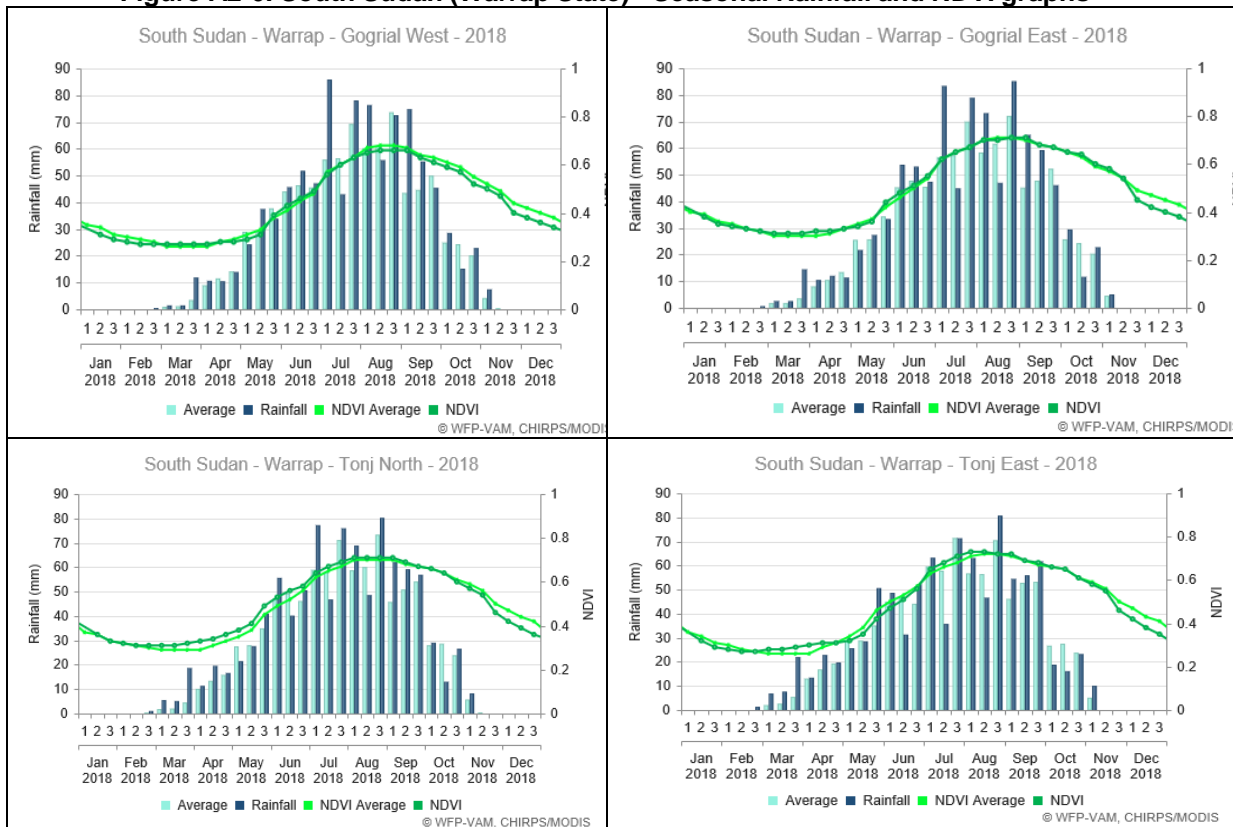 Figure South Sudan (Warrap State) - Seasonal Rainfall and NDVI graphs
South Sudan - Warrap - Gogrial West - 2018
90 80 70 60 50 40 30 20 10 0
Rainfall (mm)
1 0.8 0.6 0.4 0.2 0
1 2 3 1 2 3 1 2 3 1 2 3 1 2 3 1 2 3 1 2 3 1 2 3 1 2 3 1 2 3 1 2 3 1 2 3
Jan Feb Mar Apr May Jun Jul Aug Sep Oct Nov Dec
2018 2018 2018 2018 2018 2018 2018 2018 2018 2018 2018 2018
Average Rainfall NDVI Average NDVI
© WFP-VAM, CHIRPS/MODIS
South Sudan - Warrap - Gogrial East - 2018
90 80 70 60 50 40 30 20 10 0
Rainfall (mm)
1 0.8 0.6 0.4 0.2 0
1 2 3 1 2 3 1 2 3 1 2 3 1 2 3 1 2 3 1 2 3 1 2 3 1 2 3 1 2 3 1 2 3 1 2 3
Jan Feb Mar Apr May Jun Jul Aug Sep Oct Nov Dec
2018 2018 2018 2018 2018 2018 2018 2018 2018 2018 2018 2018
Average Rainfall NDVI Average NDVI
© WFP-VAM, CHIRPS/MODIS
South Sudan - Warrap - Tonj North - 2018
90 80 70 60 50 40 30 20 10 0
Rainfall (mm)
1 0.8 0.6 0.4 0.2 0
NDVI
1 2 3 1 2 3 1 2 3 1 2 3 1 2 3 1 2 3 1 2 3 1 2 3 1 2 3 1 2 3 1 2 3 1 2 3
Jan Feb Mar Apr May Jun Jul Aug Sep Oct Nov Dec
2018 2018 2018 2018 2018 2018 2018 2018 2018 2018 2018 2018
Average Rainfall NDVI Average NDVI
© WFP-VAM, CHIRPS/MODIS
South Sudan - Warrap - Tonj East - 2018
90 80 70 60 50 40 30 20 10 0
Rainfall (mm)
1 0.8 0.6 0.4 0.2 0
NDVI
1 2 3 1 2 3 1 2 3 1 2 3 1 2 3 1 2 3 1 2 3 1 2 3 1 2 3 1 2 3 1 2 3 1 2 3
Jan Feb Mar Apr May Jun Jul Aug Sep Oct Nov Dec
2018 2018 2018 2018 2018 2018 2018 2018 2018 2018 2018 2018
Average Rainfall NDVI Average NDVI
© WFP-VAM, CHIRPS/MODIS